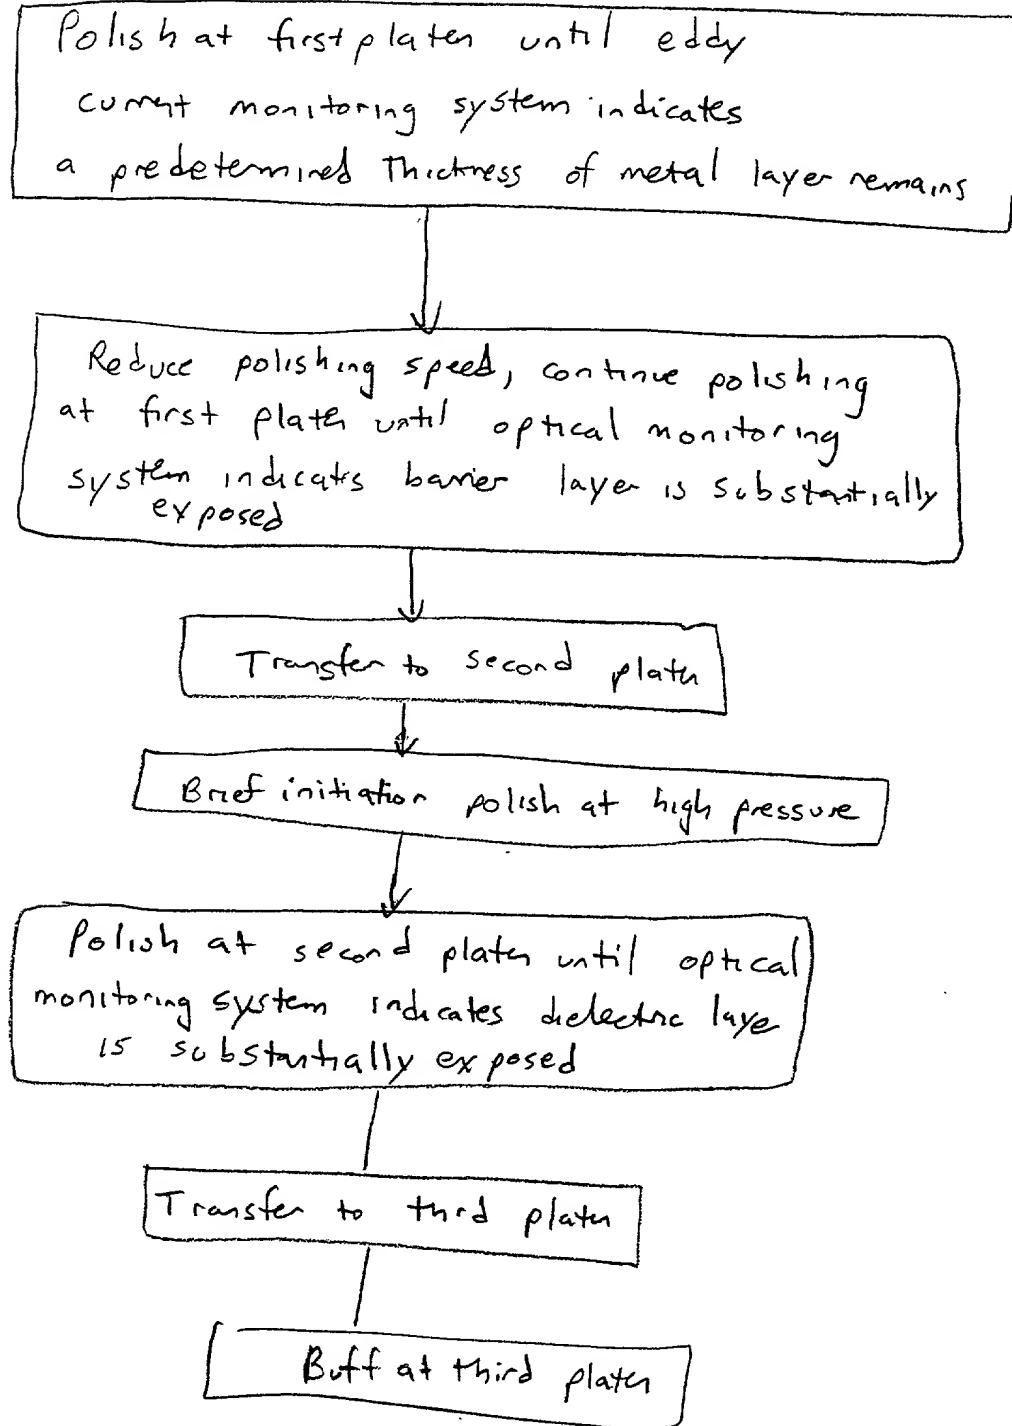 Polish at first platen until eddy
current monitoring system indicates
a predetermined thickness of metal layer remains
Reduce polishing speed, continue polishing
at first platen until optical monitoring
system indicates barrier layer is substantially
exposed
Transfer to second platen
Brief initiation polish at high pressure
Polish at second platen until optical
monitoring system indicates dielectric laye
is substantially exposed
Transfer to third platen
Buff at third platen